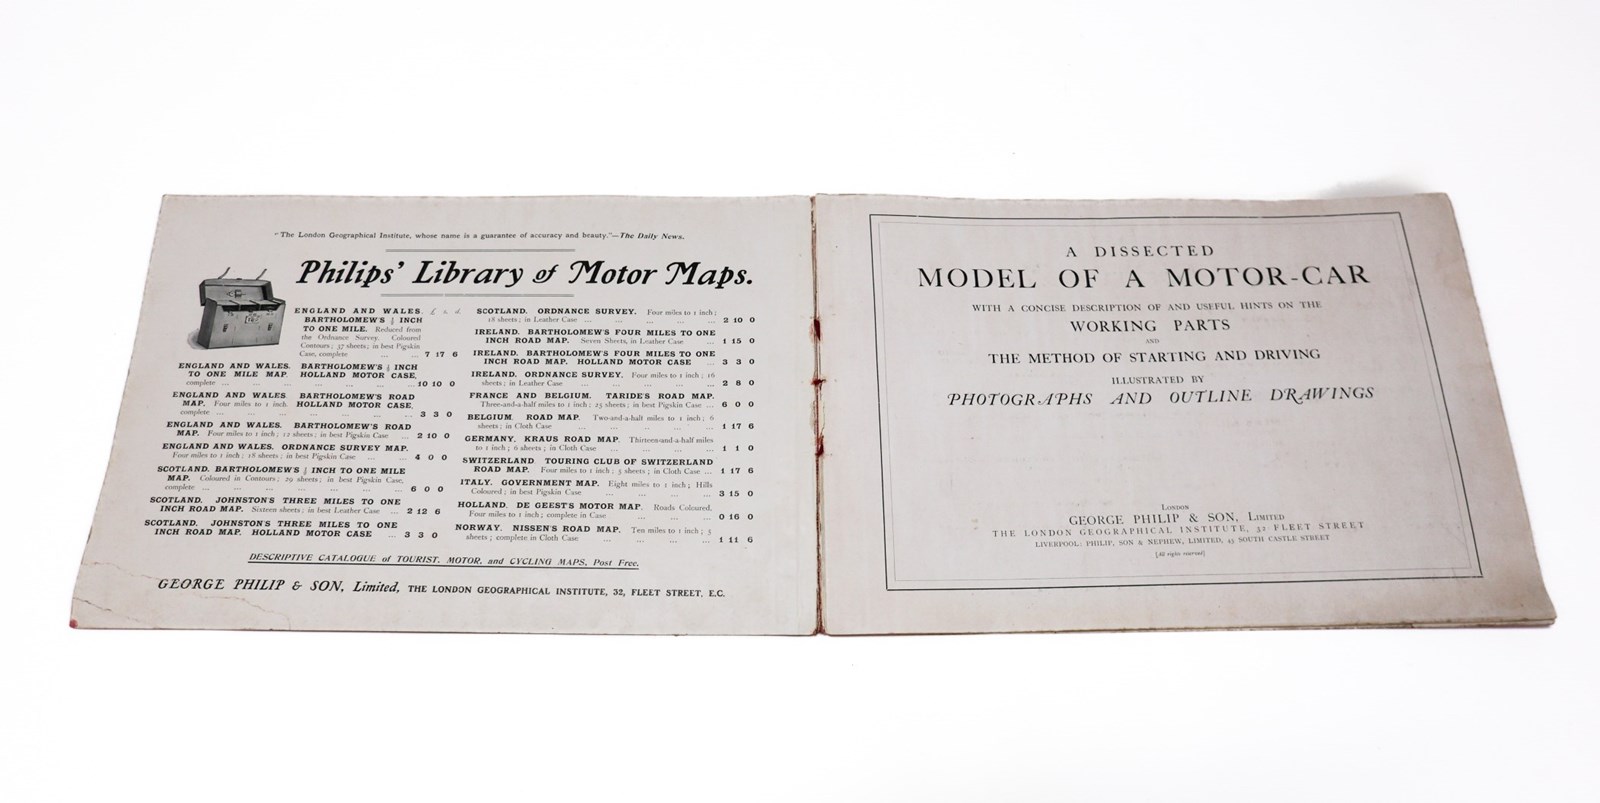 "The London Geographical Institute, whose name is a guarantee of accuracy and beauty."—The Daily News.
Philips' Library of Motor Maps.
ENGLAND AND WALES.
BARTHOLOMEW'S ½ INCH
TO ONE MILE. Reduced from
the Ordnance Survey. Coloured
Contours; 37 sheets; in best Pigskin
Case, complete ... ... 7 17 6
ENGLAND AND WALES. BARTHOLOMEW'S ½ INCH
TO ONE MILE MAP. HOLLAND MOTOR CASE,
complete ... ... ... ... ... ... ... 10 10 0
ENGLAND AND WALES. BARTHOLOMEW'S ROAD
MAP. Four miles to 1 inch. HOLLAND MOTOR CASE,
complete ... ... ... ... ... ... ... 3 3 0
ENGLAND AND WALES. BARTHOLOMEW'S ROAD
MAP. Four miles to 1 inch; 12 sheets; in best Pigskin Case ... 2 10 0
ENGLAND AND WALES. ORDNANCE SURVEY MAP.
Four miles to 1 inch; 18 sheets; in best Pigskin Case ... ... 4 0 0
SCOTLAND. BARTHOLOMEW'S ½ INCH TO ONE MILE
MAP. Coloured in Contours; 29 sheets; in best Pigskin Case,
complete ... ... ... ... ... ... ... 6 0 0
SCOTLAND. JOHNSTON'S THREE MILES TO ONE
INCH ROAD MAP. Sixteen sheets; in best Leather Case ... 2 12 6
SCOTLAND. JOHNSTON'S THREE MILES TO ONE
INCH ROAD MAP. HOLLAND MOTOR CASE ... 3 3 0
SCOTLAND. ORDNANCE SURVEY. Four miles to 1 inch;
18 sheets; in Leather Case ... ... ... ... ... 2 10 0
IRELAND. BARTHOLOMEW'S FOUR MILES TO ONE
INCH ROAD MAP. Seven Sheets, in Leather Case ... 1 15 0
IRELAND. BARTHOLOMEW'S FOUR MILES TO ONE
INCH ROAD MAP. HOLLAND MOTOR CASE ... 3 3 0
IRELAND. ORDNANCE SURVEY. Four miles to 1 inch; 16
sheets; in Leather Case ... ... ... ... ... 2 8 0
FRANCE AND BELGIUM. TARIDE'S ROAD MAP.
Three-and-a-half miles to 1 inch; 25 sheets; in best Pigskin Case ... 6 0 0
BELGIUM. ROAD MAP. Two-and-a-half miles to 1 inch; 6
sheets; in Cloth Case ... ... ... ... ... 1 17 6
GERMANY. KRAUS ROAD MAP. Thirteen-and-a-half miles
to 1 inch; 6 sheets; in Cloth Case ... ... ... ... 1 1 0
SWITZERLAND. TOURING CLUB OF SWITZERLAND
ROAD MAP. Four miles to 1 inch; 5 sheets; in Cloth Case ... 1 17 6
ITALY. GOVERNMENT MAP. Eight miles to 1 inch; Hills
Coloured; in best Pigskin Case ... ... ... ... 3 15 0
HOLLAND. DE GEEST'S MOTOR MAP. Roads Coloured.
Four miles to 1 inch; complete in Case ... ... ... 0 16 0
NORWAY. NISSEN'S ROAD MAP. Ten miles to 1 inch; 5
sheets; complete in Cloth Case ... ... ... ... 1 11 6
DESCRIPTIVE CATALOGUE of TOURIST, MOTOR, and CYCLING MAPS, Post Free.
GEORGE PHILIP & SON, Limited, THE LONDON GEOGRAPHICAL INSTITUTE, 32, FLEET STREET, E.C.
A DISSECTED
MODEL OF A MOTOR-CAR
WITH A CONCISE DESCRIPTION OF AND USEFUL HINTS ON THE
WORKING PARTS
AND
THE METHOD OF STARTING AND DRIVING
ILLUSTRATED BY
PHOTOGRAPHS AND OUTLINE DRAWINGS
LONDON
GEORGE PHILIP & SON, LIMITED
THE LONDON GEOGRAPHICAL INSTITUTE, 32 FLEET STREET
LIVERPOOL: PHILIP, SON & NEPHEW, LIMITED, 45 SOUTH CASTLE STREET
[All rights reserved]